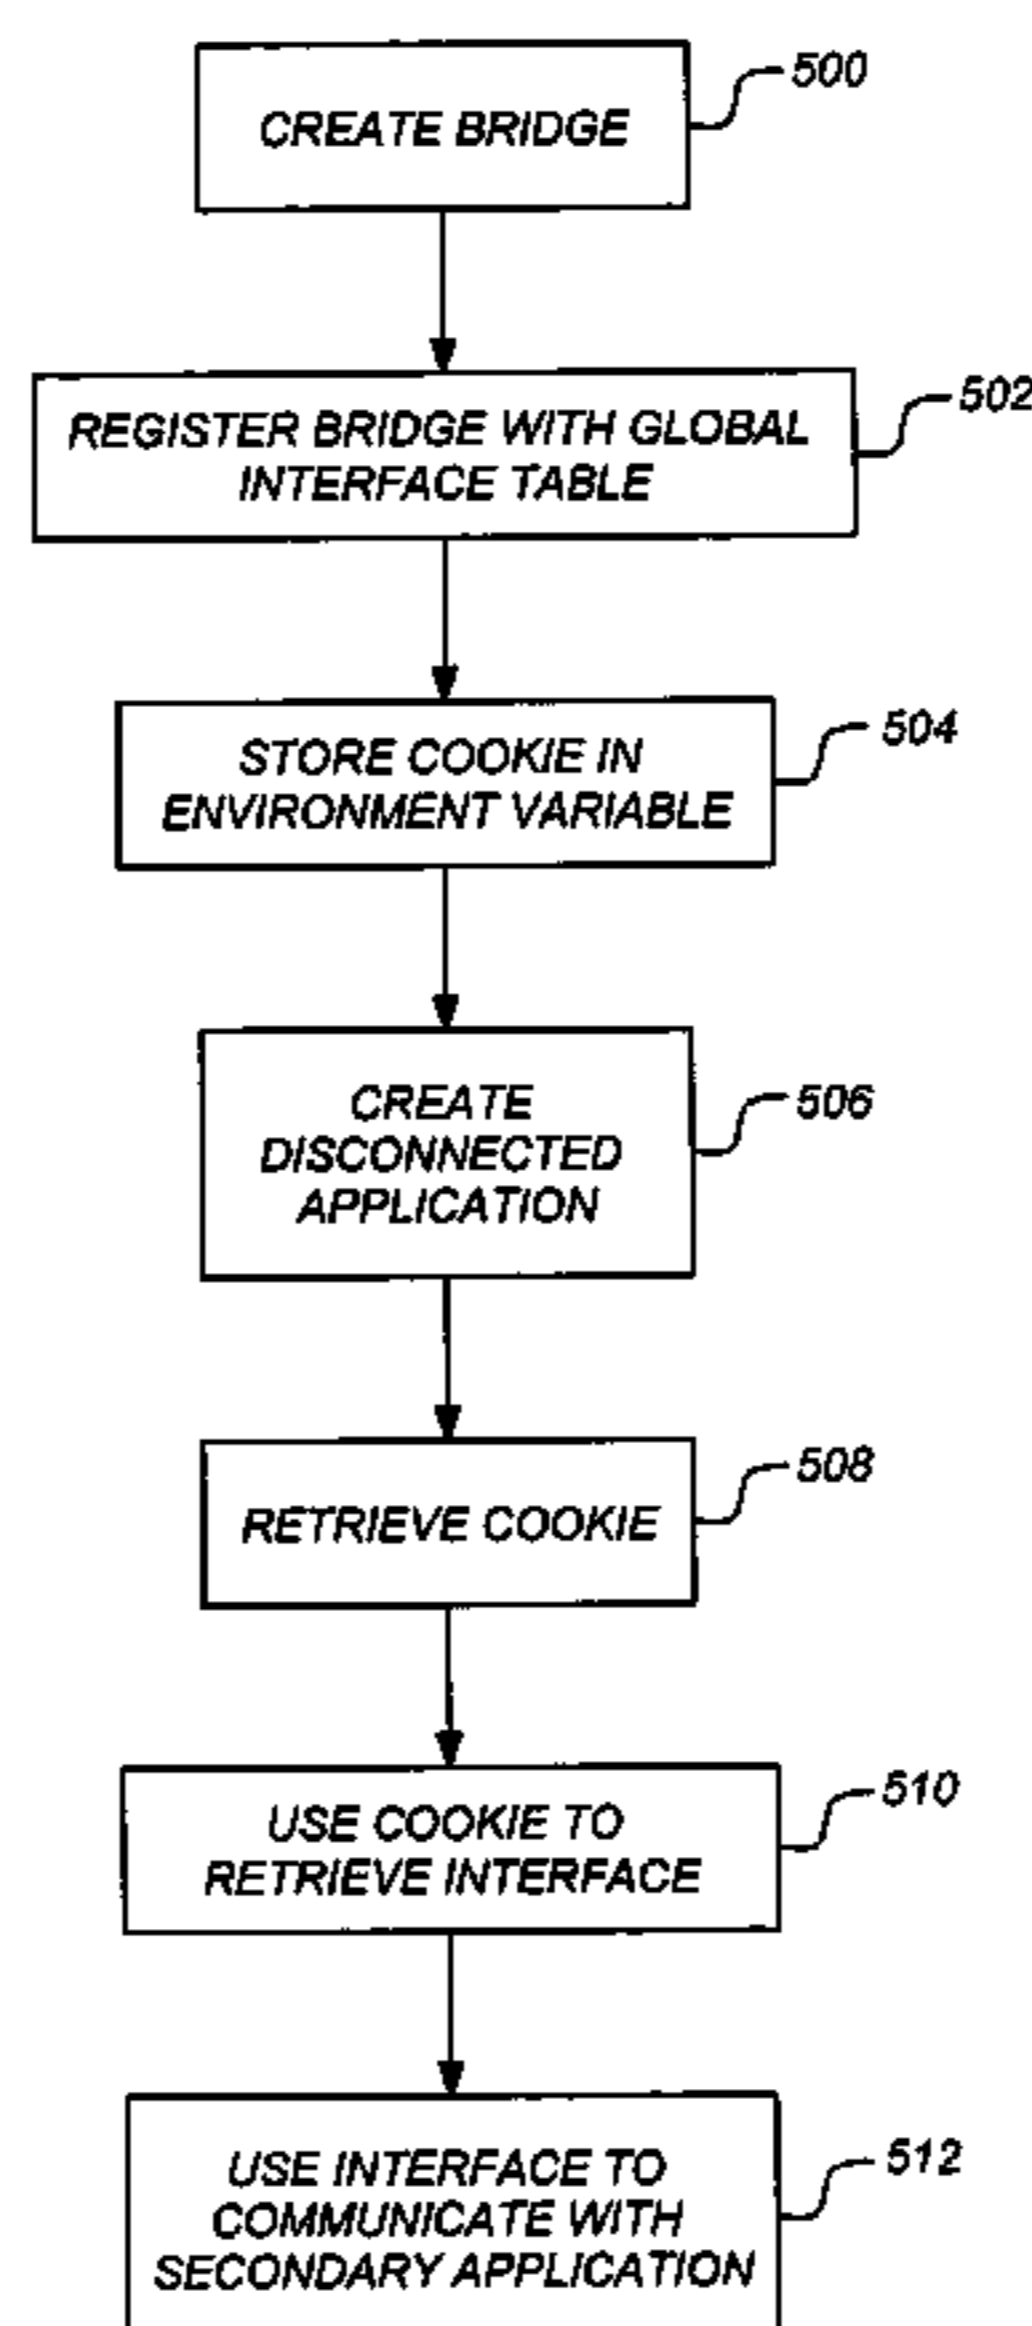 CREATE BRIDGE
500
REGISTER BRIDGE WITH GLOBAL
INTERFACE TABLE
502
STORE COOKIE IN
ENVIRONMENT VARIABLE
504
CREATE
DISCONNECTED
APPLICATION
506
RETRIEVE COOKIE
508
USE COOKIE TO
RETRIEVE INTERFACE
510
USE INTERFACE TO
COMMUNICATE WITH
SECONDARY APPLICATION
512